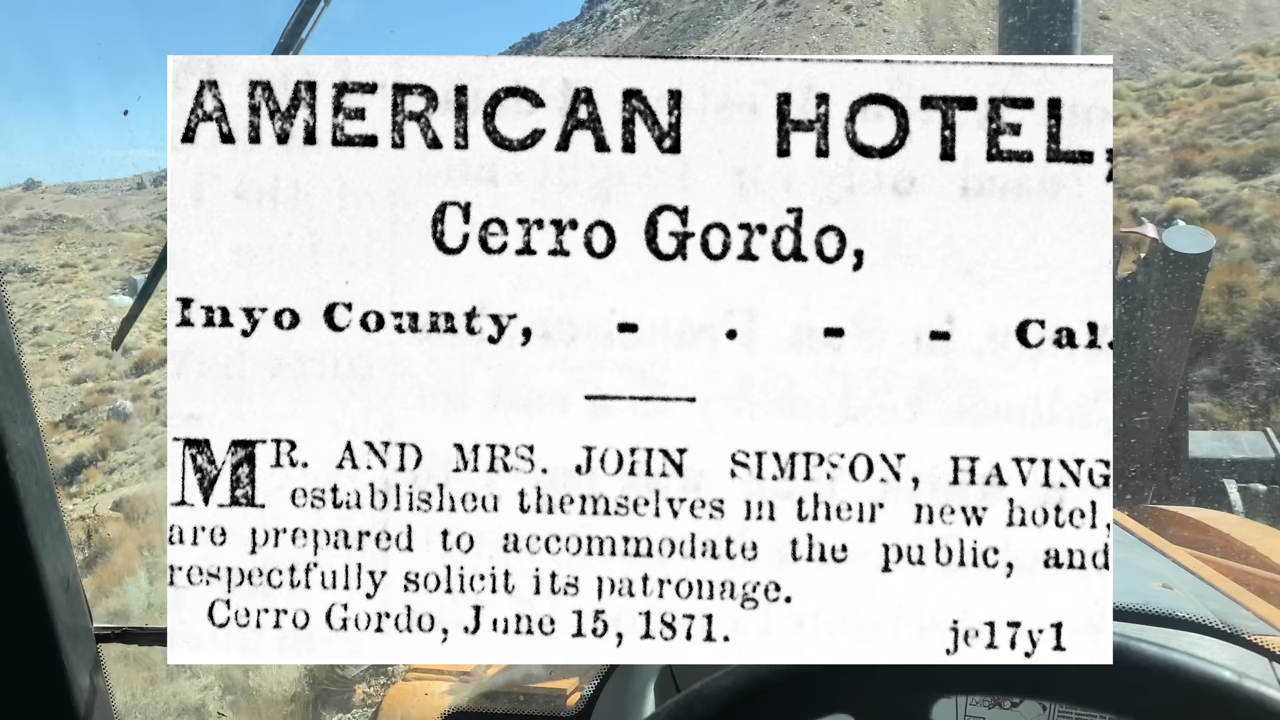 AMERICAN HOTEL,
Cerro Gordo,
Inyo County, - . - - Cal.
MR. AND MRS. JOHN SIMPSON, HAVING
established themselves in their new hotel,
are prepared to accommodate the public, and
respectfully solicit its patronage.
Cerro Gordo, June 15, 1871. je17y1